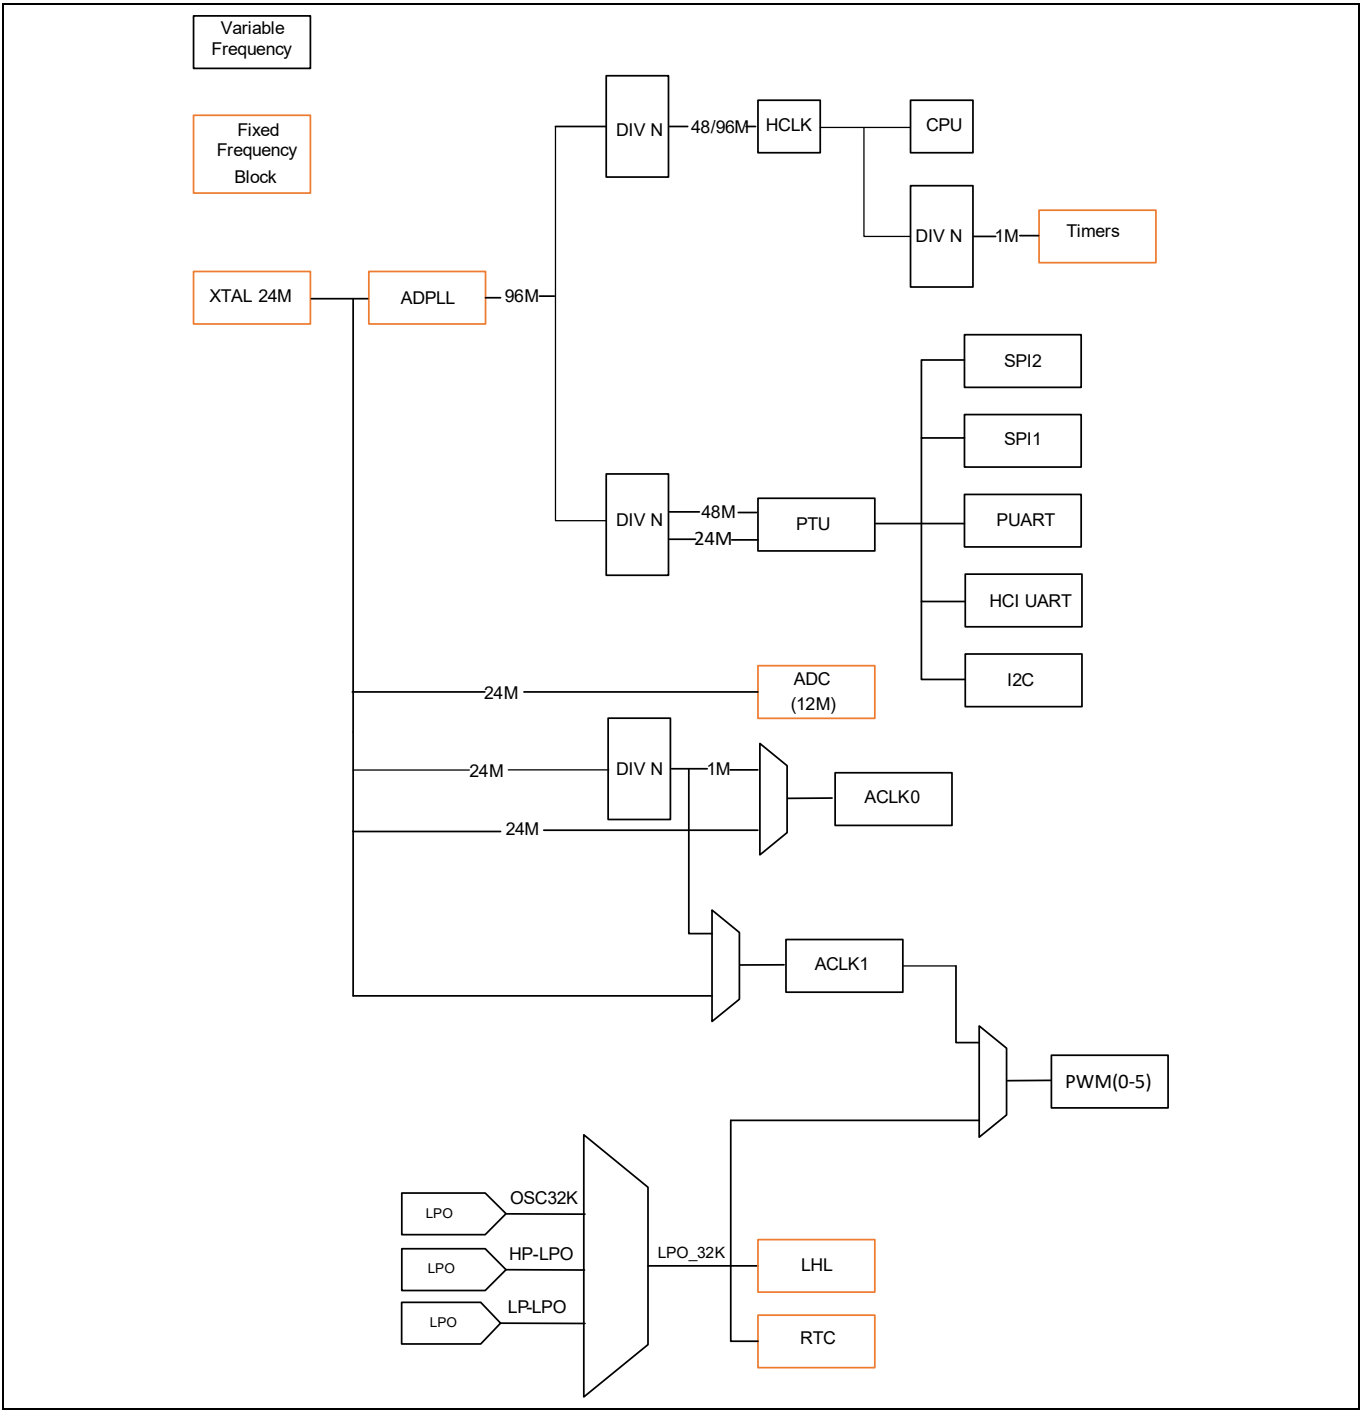 Variable
Frequency
Fixed
Frequency
Block
DIV N
48/96M
HCLK
CPU
DIV N
1M
Timers
XTAL 24M
ADPLL
96M
SPI2
SPI1
DIV N
48M
24M
PTU
PUART
HCI UART
I2C
24M
ADC
(12M)
24M
DIV N
1M
ACLK0
24M
ACLK1
PWM(0-5)
LPO
OSC32K
LPO
HP-LPO
LPO
LP-LPO
LPO_32K
LHL
RTC